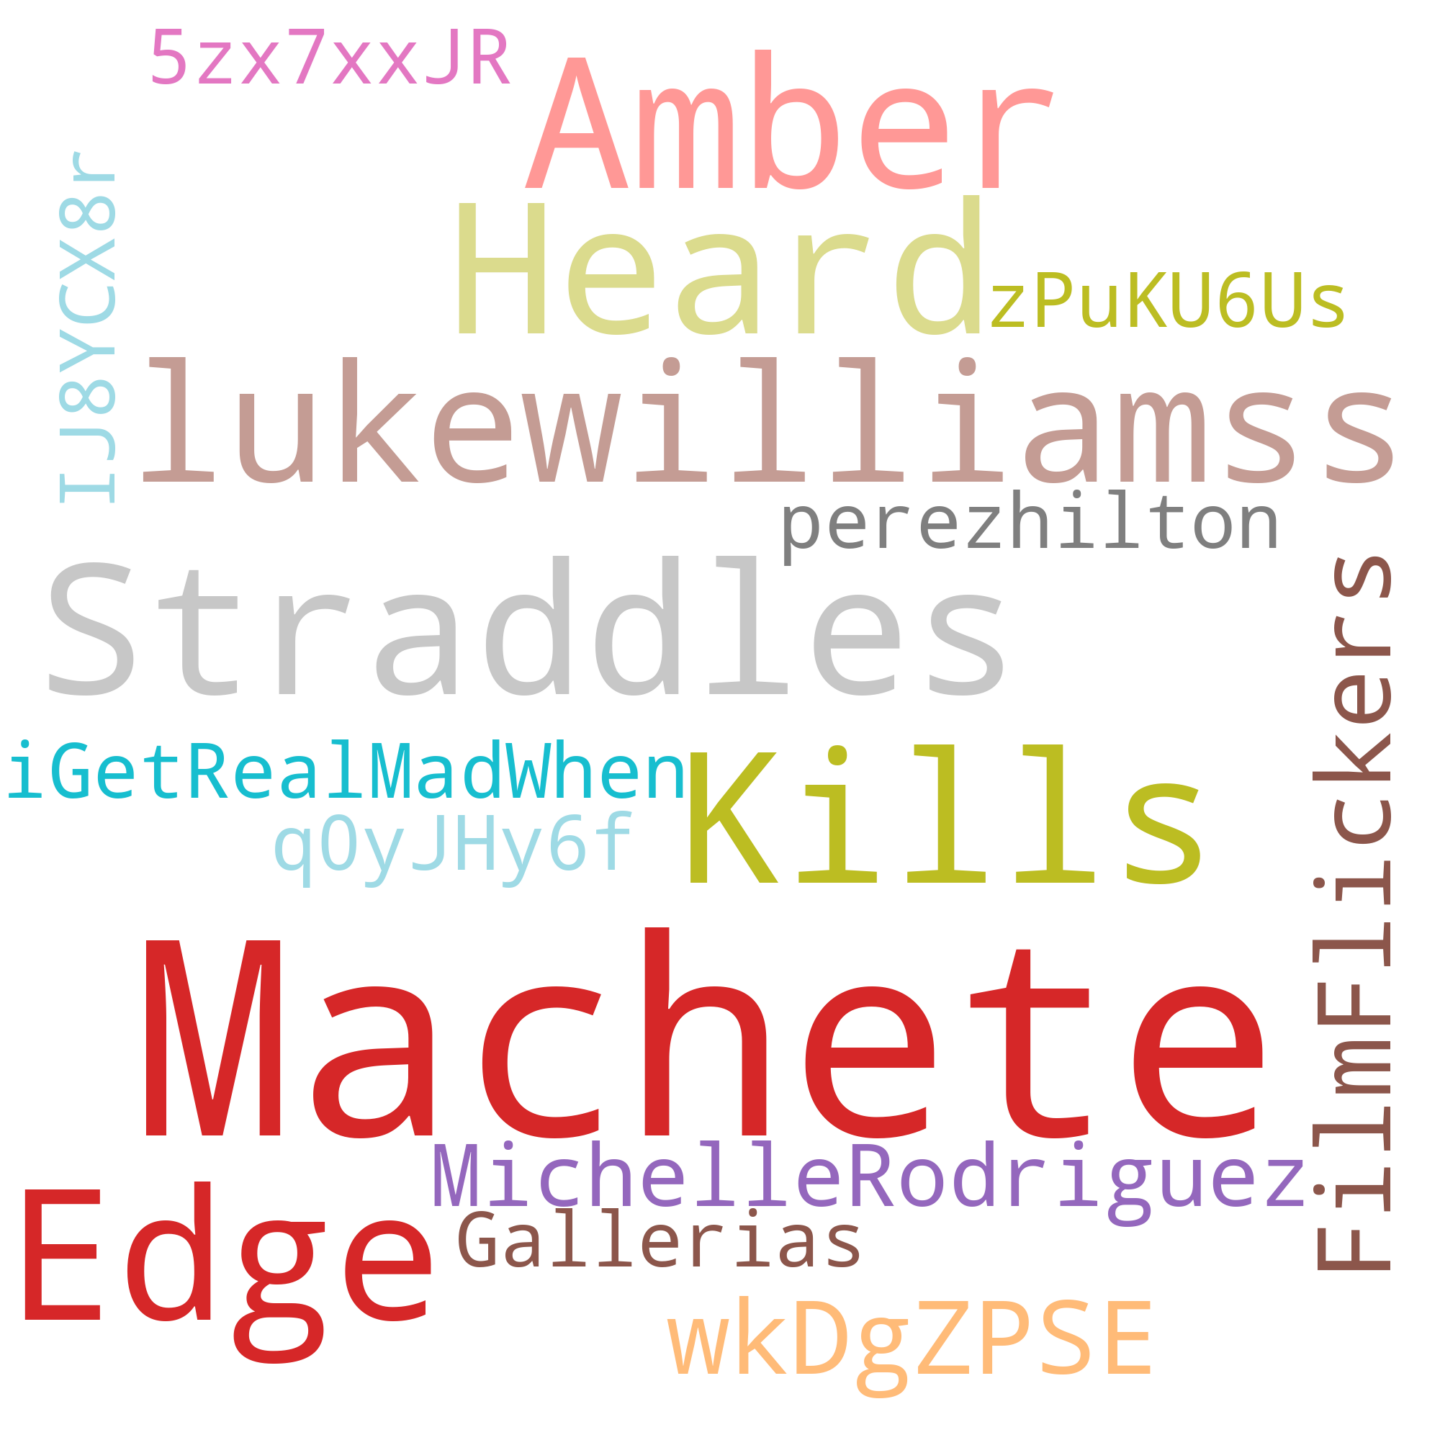 5zx7xxJR
Amber
IJ8YCX8r
Heard
zPuKU6Us
lukewilliamss
perezhilton
Straddles
FilmFlickers
iGetRealMadWhen
Kills
q0yJHy6f
Machete
MichelleRodriguez
Edge
Gallerias
wkDgZPSE